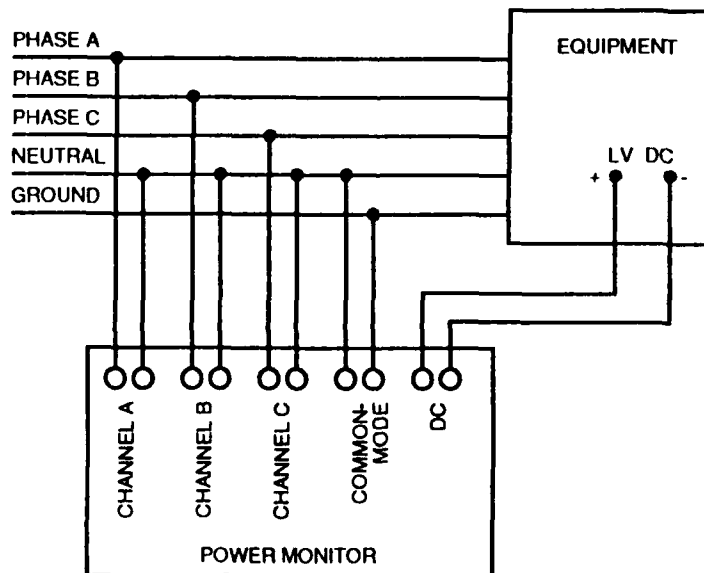 PHASE A
PHASE B
PHASE C
NEUTRAL
GROUND
EQUIPMENT
LV DC
+ -
CHANNEL A
CHANNEL B
CHANNEL C
COMMON-
MODE
DC
POWER MONITOR